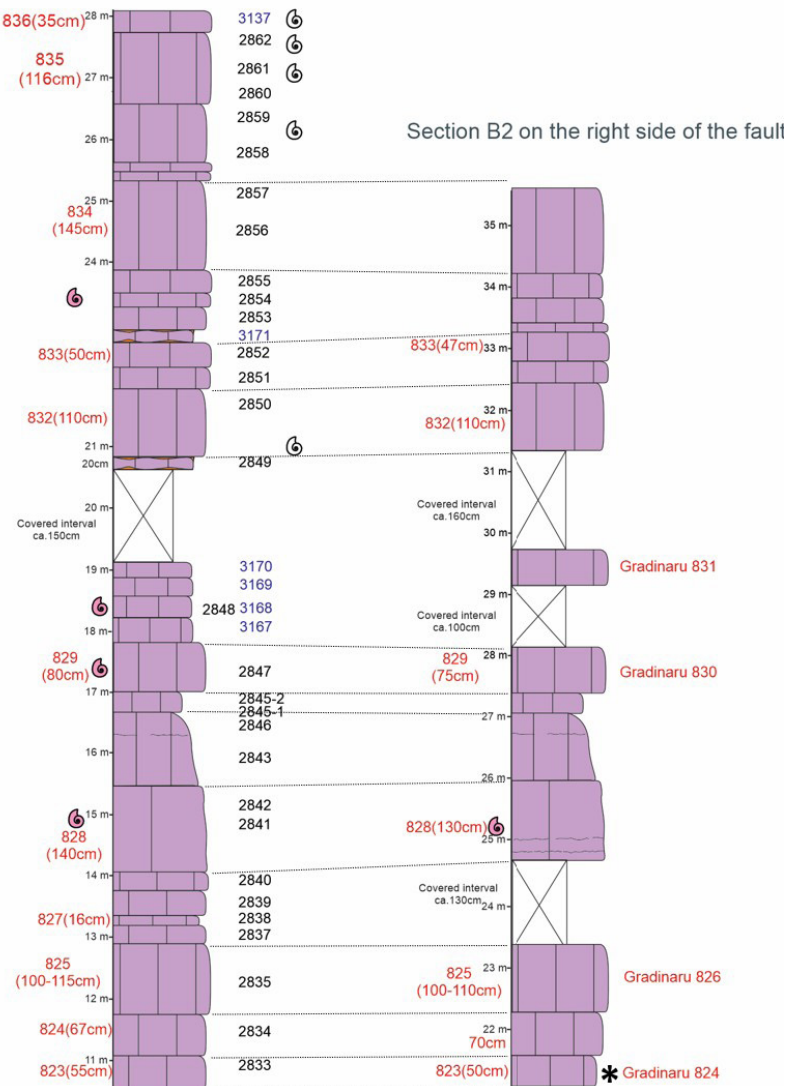 836(35cm)
28 m
3137
2862
835
(116cm)
2861
27 m
2860
2859
26 m
2858
Section B2 on the right side of the fault
2857
25 m
834
(145cm)
2856
24 m
2855
2854
2853
3171
833(50cm)
2852
2851
2850
832(110cm)
21 m
20cm
2849
20 m
Covered interval
ca.150cm
19 m
3170
3169
2848
3168
18 m
3167
829
(80cm)
2847
17 m
2845-2
2845-1
2846
16 m
2843
2842
15 m
2841
828
(140cm)
14 m
2840
2839
827(16cm)
2838
13 m
2837
825
(100-115cm)
2835
12 m
824(67cm)
2834
11 m
2833
823(55cm)
35 m
34 m
833(47cm)
33 m
32 m
832(110cm)
31 m
Covered interval
ca.160cm
30 m
Gradinaru 831
29 m
Covered interval
ca.100cm
28 m
829
(75cm)
Gradinaru 830
27 m
26 m
828(130cm)
25 m
Covered interval
ca.130cm
24 m
23 m
825
(100-110cm)
Gradinaru 826
22 m
70cm
823(50cm)
* Gradinaru 824